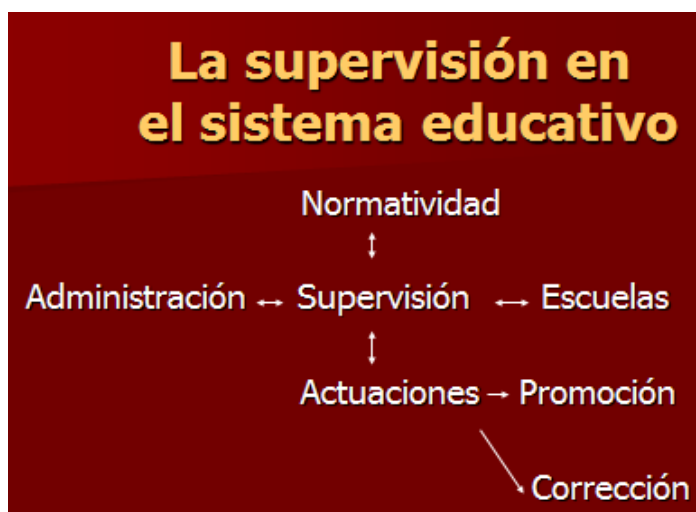 La supervisión en
el sistema educativo
Normatividad
Administración ↔ Supervisión ↔ Escuelas
Actuaciones → Promoción
Corrección